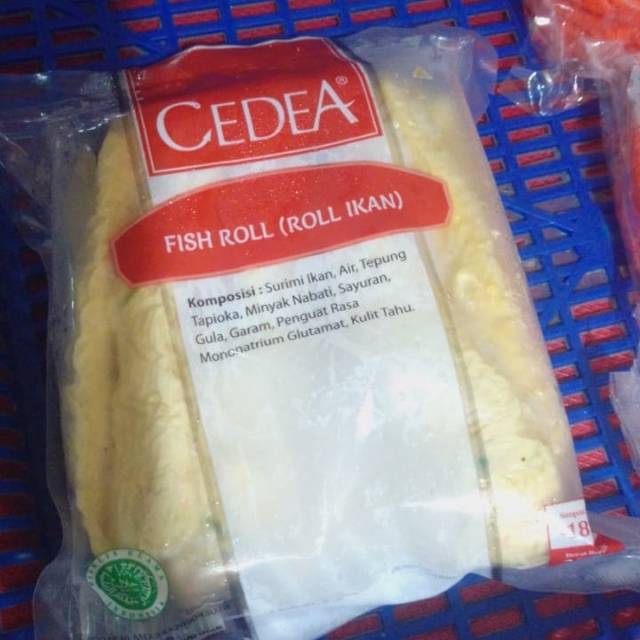 CEDEA®
FISH ROLL (ROLL IKAN)
Komposisi : Surimi Ikan, Air, Tepung
Tapioka, Minyak Nabati, Sayuran,
Gula, Garam, Penguat Rasa
Mononatrium Glutamat, Kulit Tahu.
-18